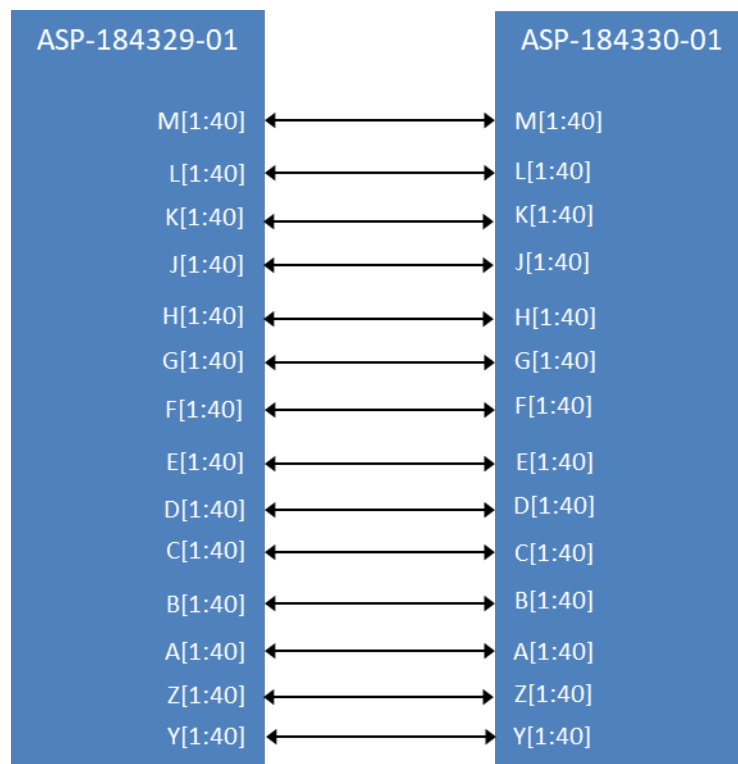 ASP-184329-01 ASP-184330-01
M[1:40] M[1:40]
L[1:40] L[1:40]
K[1:40] K[1:40]
J[1:40] J[1:40]
H[1:40] H[1:40]
G[1:40] G[1:40]
F[1:40] F[1:40]
E[1:40] E[1:40]
D[1:40] D[1:40]
C[1:40] C[1:40]
B[1:40] B[1:40]
A[1:40] A[1:40]
Z[1:40] Z[1:40]
Y[1:40] Y[1:40]